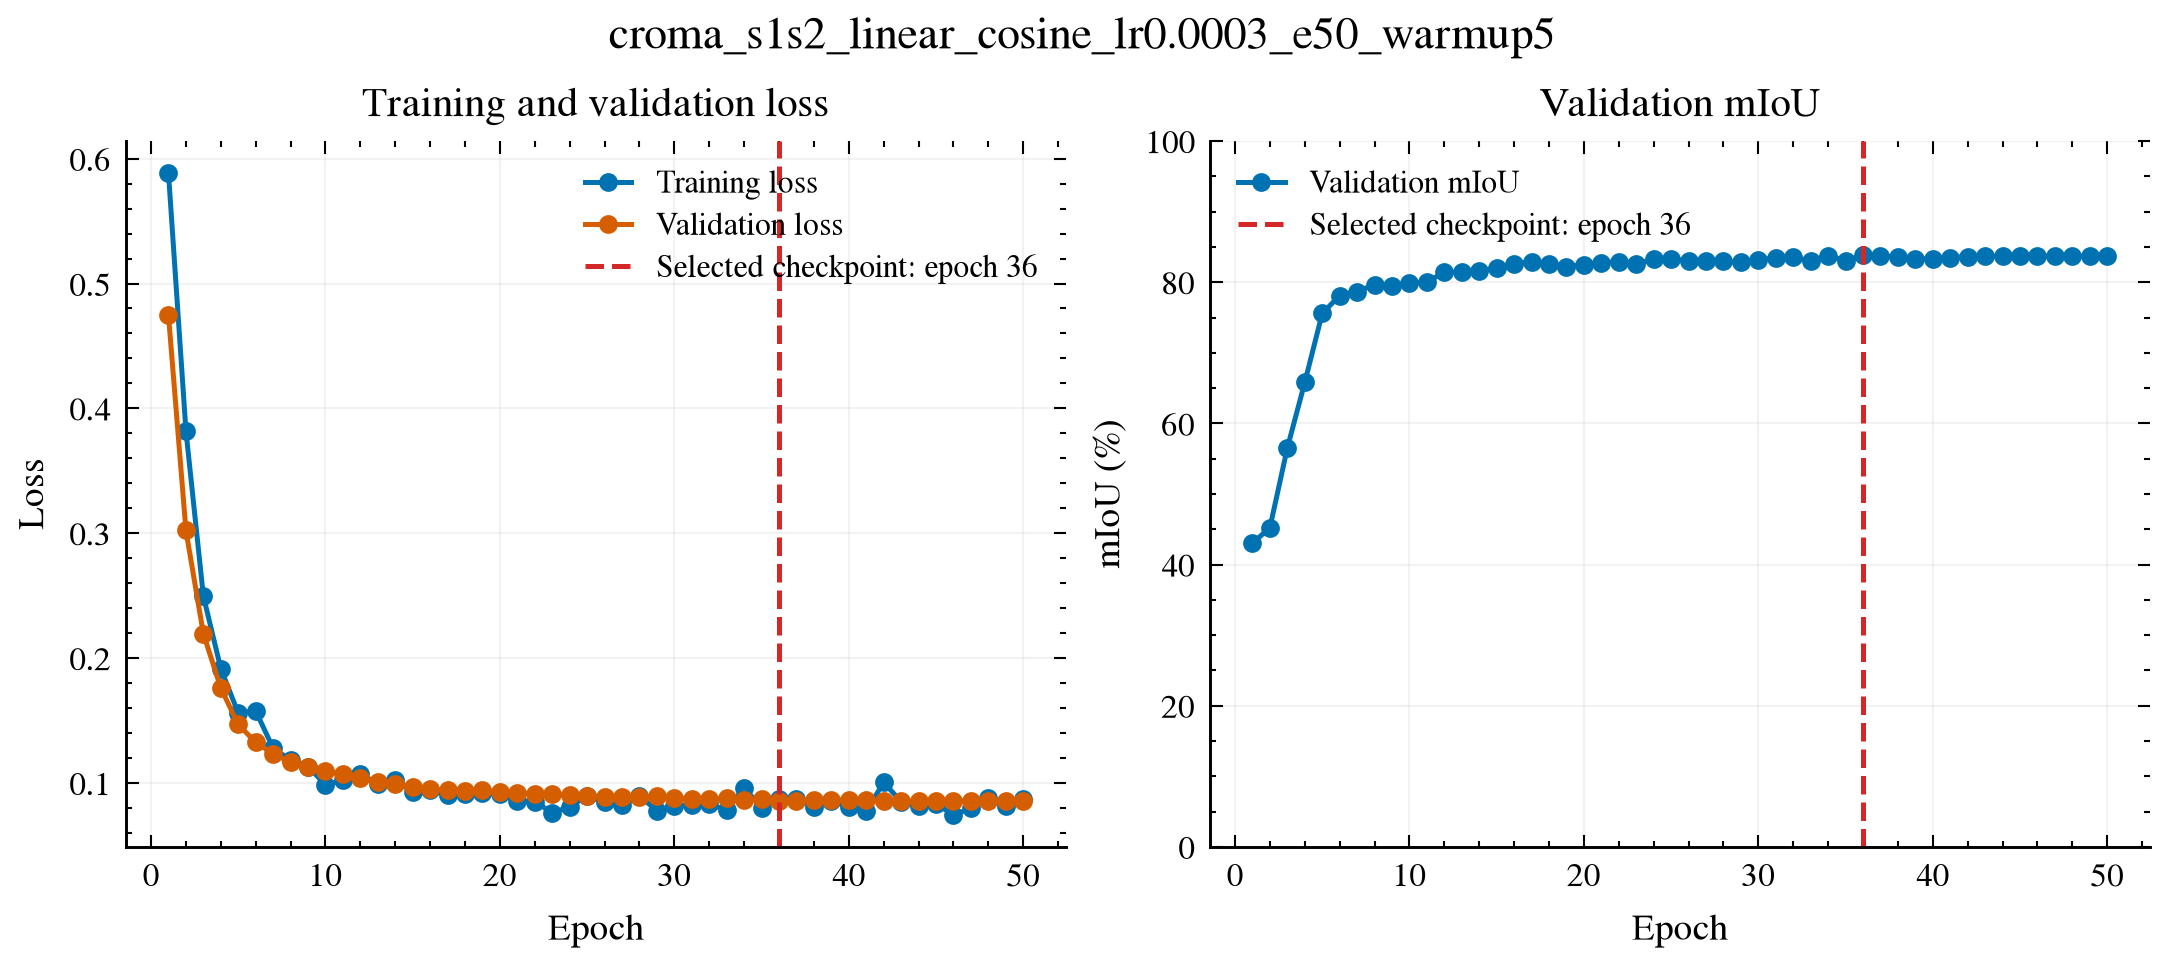 croma_s1s2_linear_cosine_lr0.0003_e50_warmup5
Training and validation loss
0.6
0.5
0.4
0.3
0.2
0.1
Loss
Training loss
Validation loss
Selected checkpoint: epoch 36
0 10 20 30 40 50
Epoch
Validation mIoU
100
80
60
40
20
0
mIoU (%)
Validation mIoU
Selected checkpoint: epoch 36
0 10 20 30 40 50
Epoch